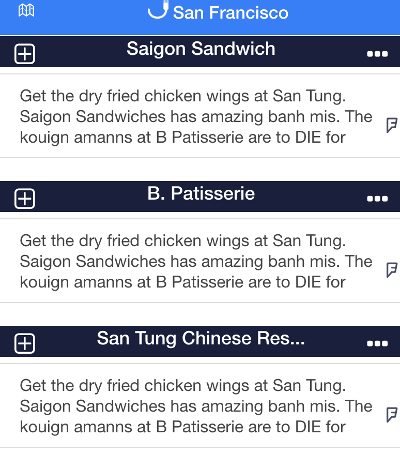 San Francisco
Saigon Sandwich
Get the dry fried chicken wings at San Tung.
Saigon Sandwiches has amazing banh mis. The
kouign amanns at B Patisserie are to DIE for
B. Patisserie
Get the dry fried chicken wings at San Tung.
Saigon Sandwiches has amazing banh mis. The
kouign amanns at B Patisserie are to DIE for
San Tung Chinese Res...
Get the dry fried chicken wings at San Tung.
Saigon Sandwiches has amazing banh mis. The
kouign amanns at B Patisserie are to DIE for